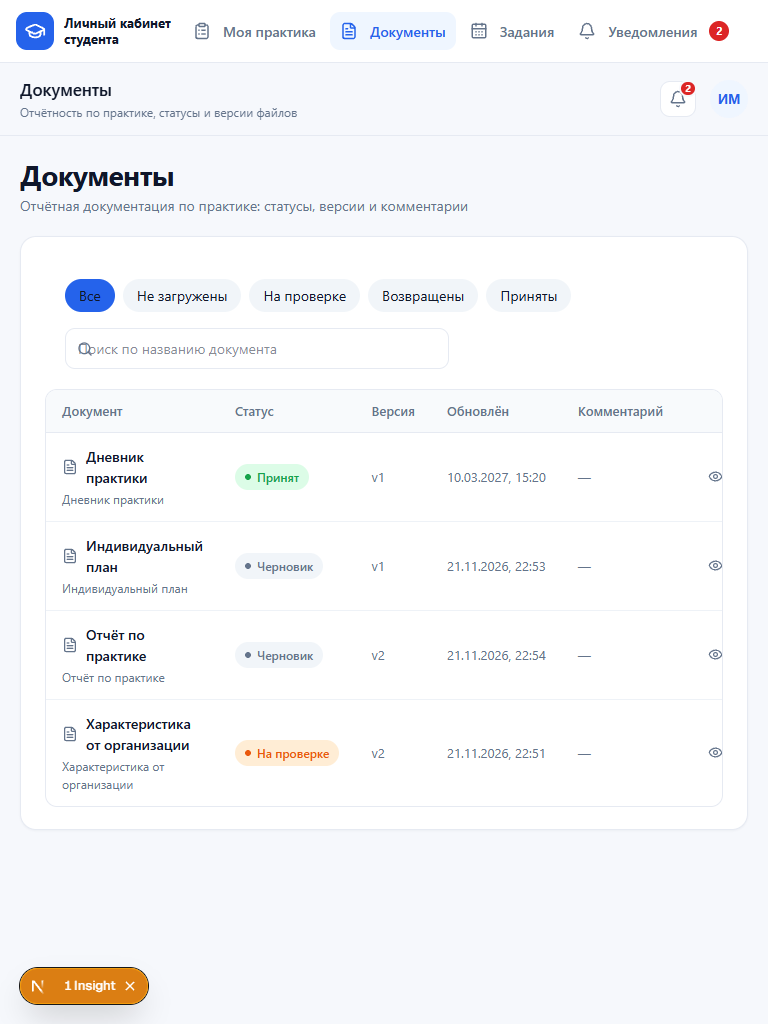 Личный кабинет
студента
Моя практика
Документы
Задания
Уведомления
2
Документы
Отчётность по практике, статусы и версии файлов
2
ИМ
Документы
Отчётная документация по практике: статусы, версии и комментарии
Все
Не загружены
На проверке
Возвращены
Приняты
Поиск по названию документа
Документ Статус Версия Обновлён Комментарий
Дневник
практики
Дневник практики
Принят
v1
10.03.2027, 15:20
—
Индивидуальный
план
Индивидуальный план
Черновик
v1
21.11.2026, 22:53
—
Отчёт по
практике
Отчёт по практике
Черновик
v2
21.11.2026, 22:54
—
Характеристика
от организации
Характеристика от
организации
На проверке
v2
21.11.2026, 22:51
—
1 Insight